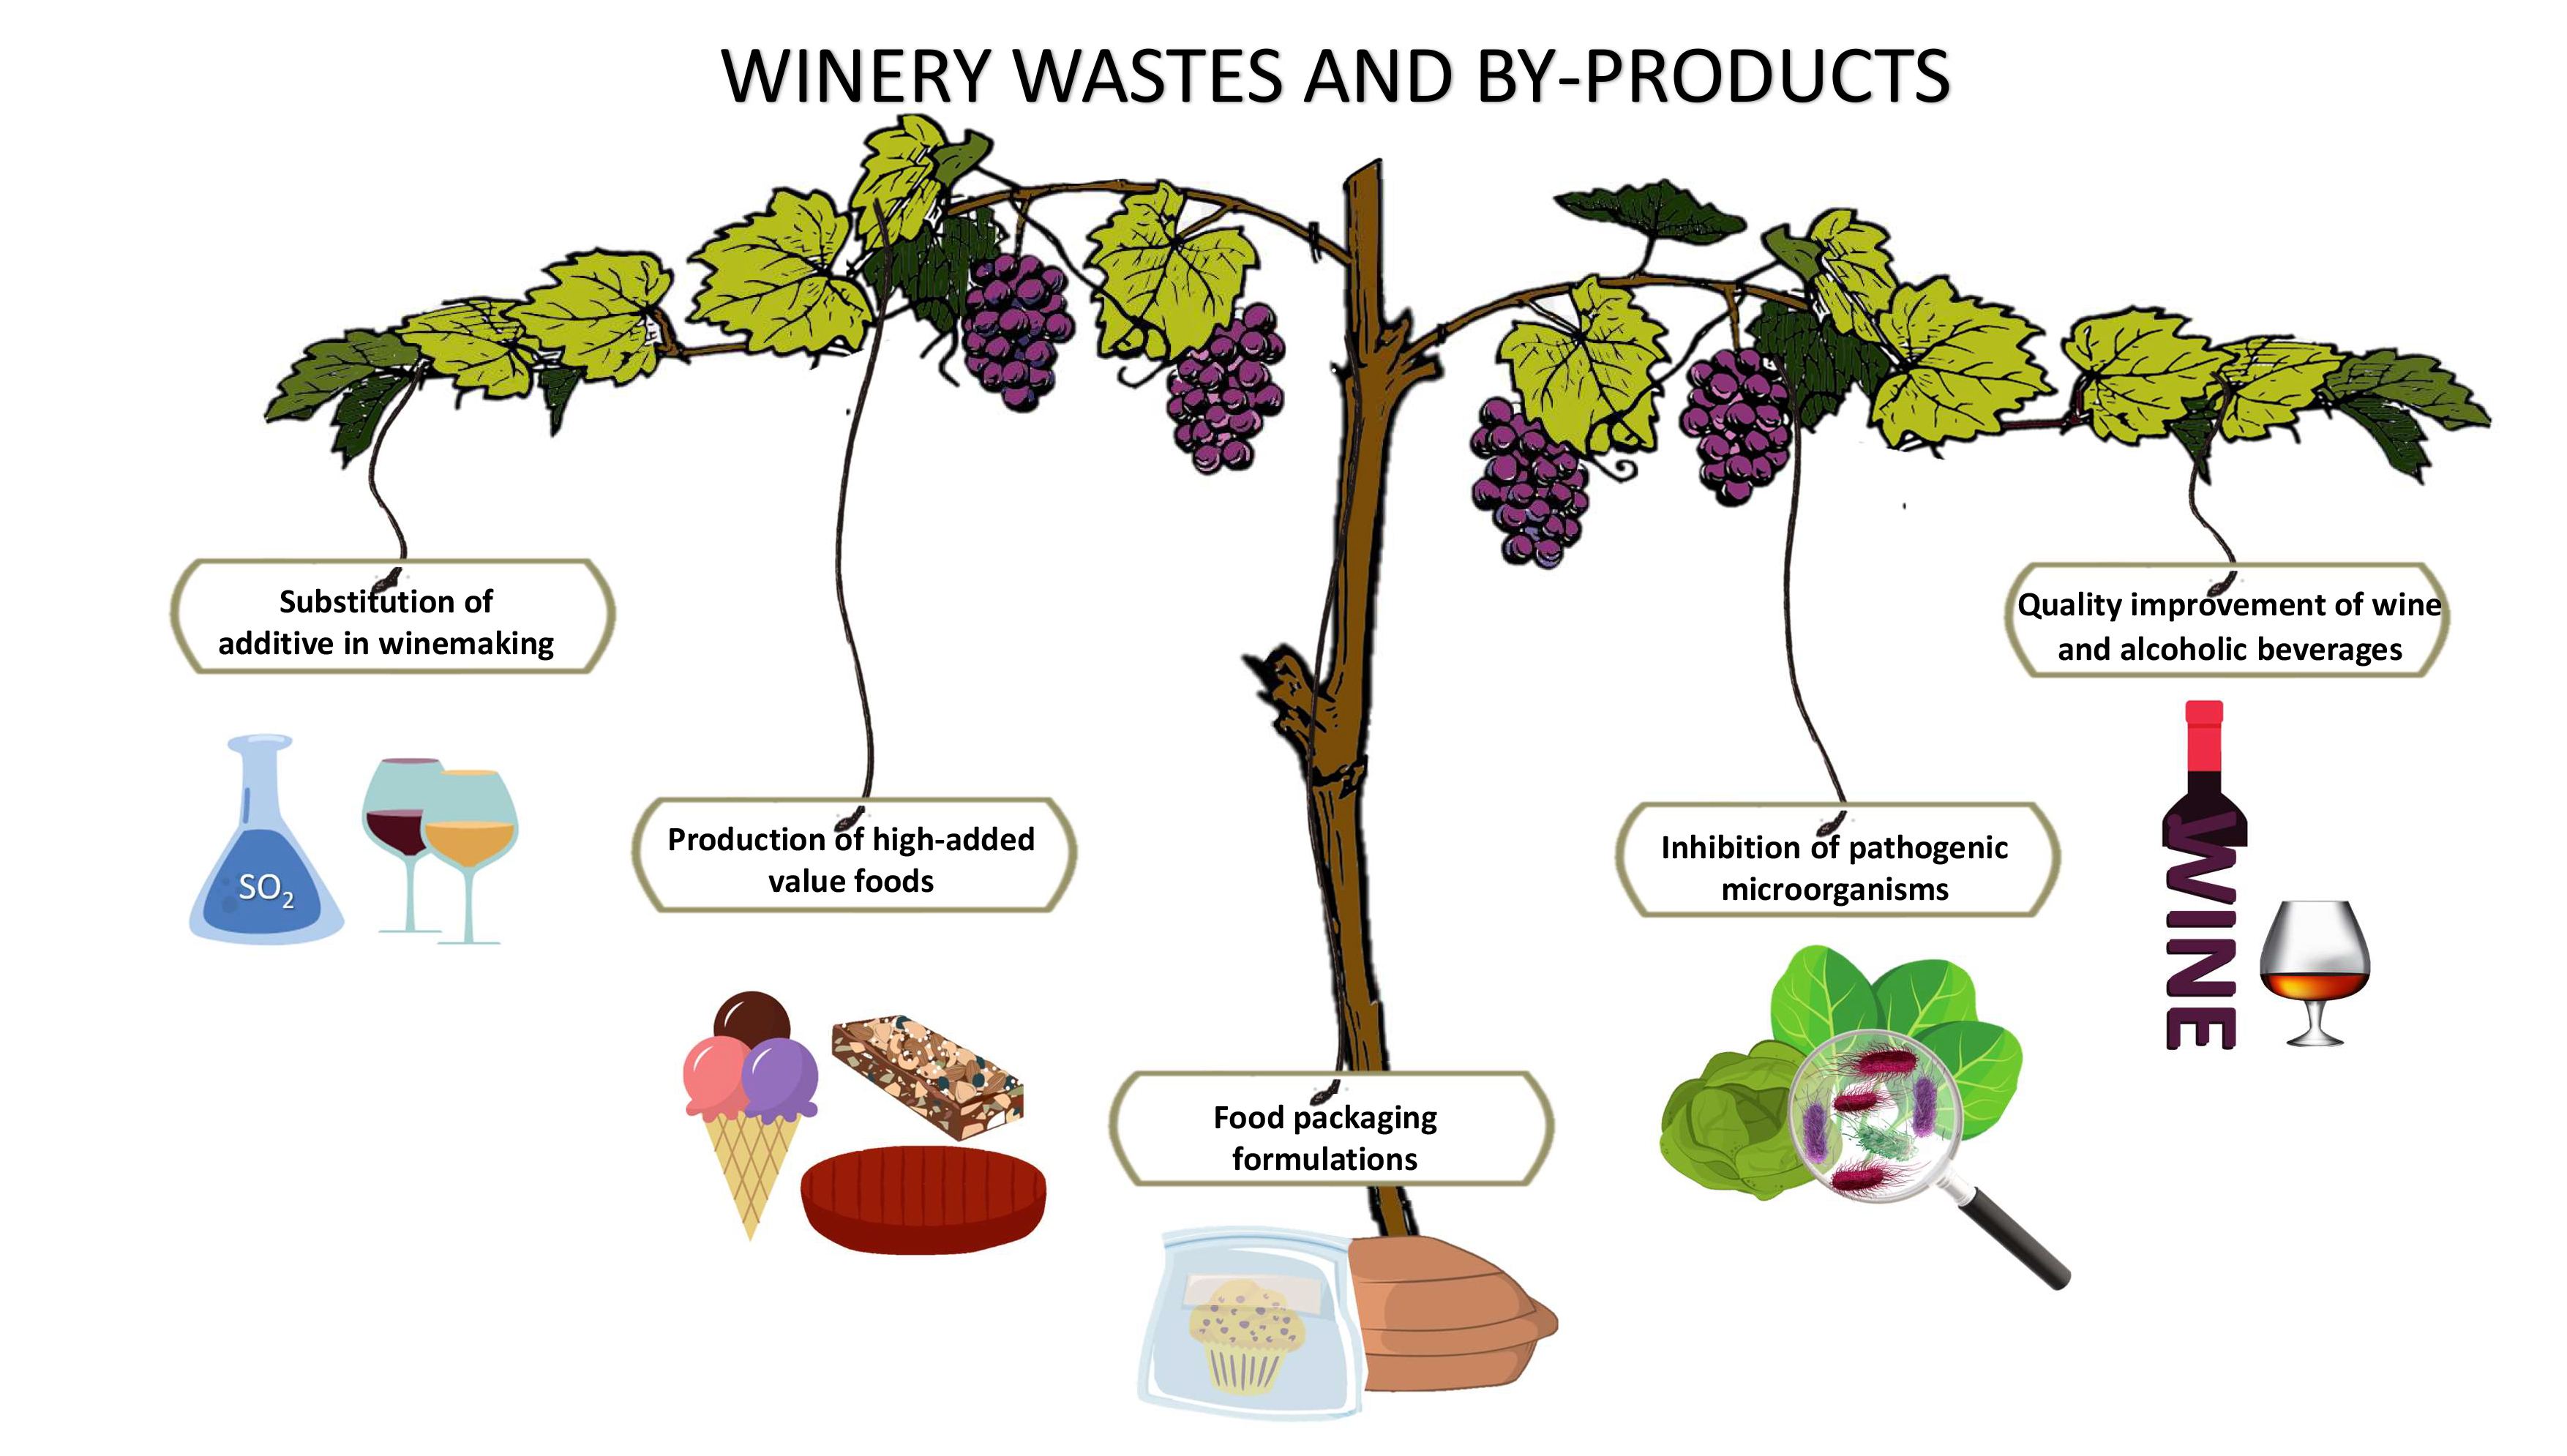 WINERY WASTES AND BY-PRODUCTS
Substitution of
additive in winemaking
SO₂
Production of high-added
value foods
Food packaging
formulations
Inhibition of pathogenic
microorganisms
Quality improvement of wine
and alcoholic beverages
WINE